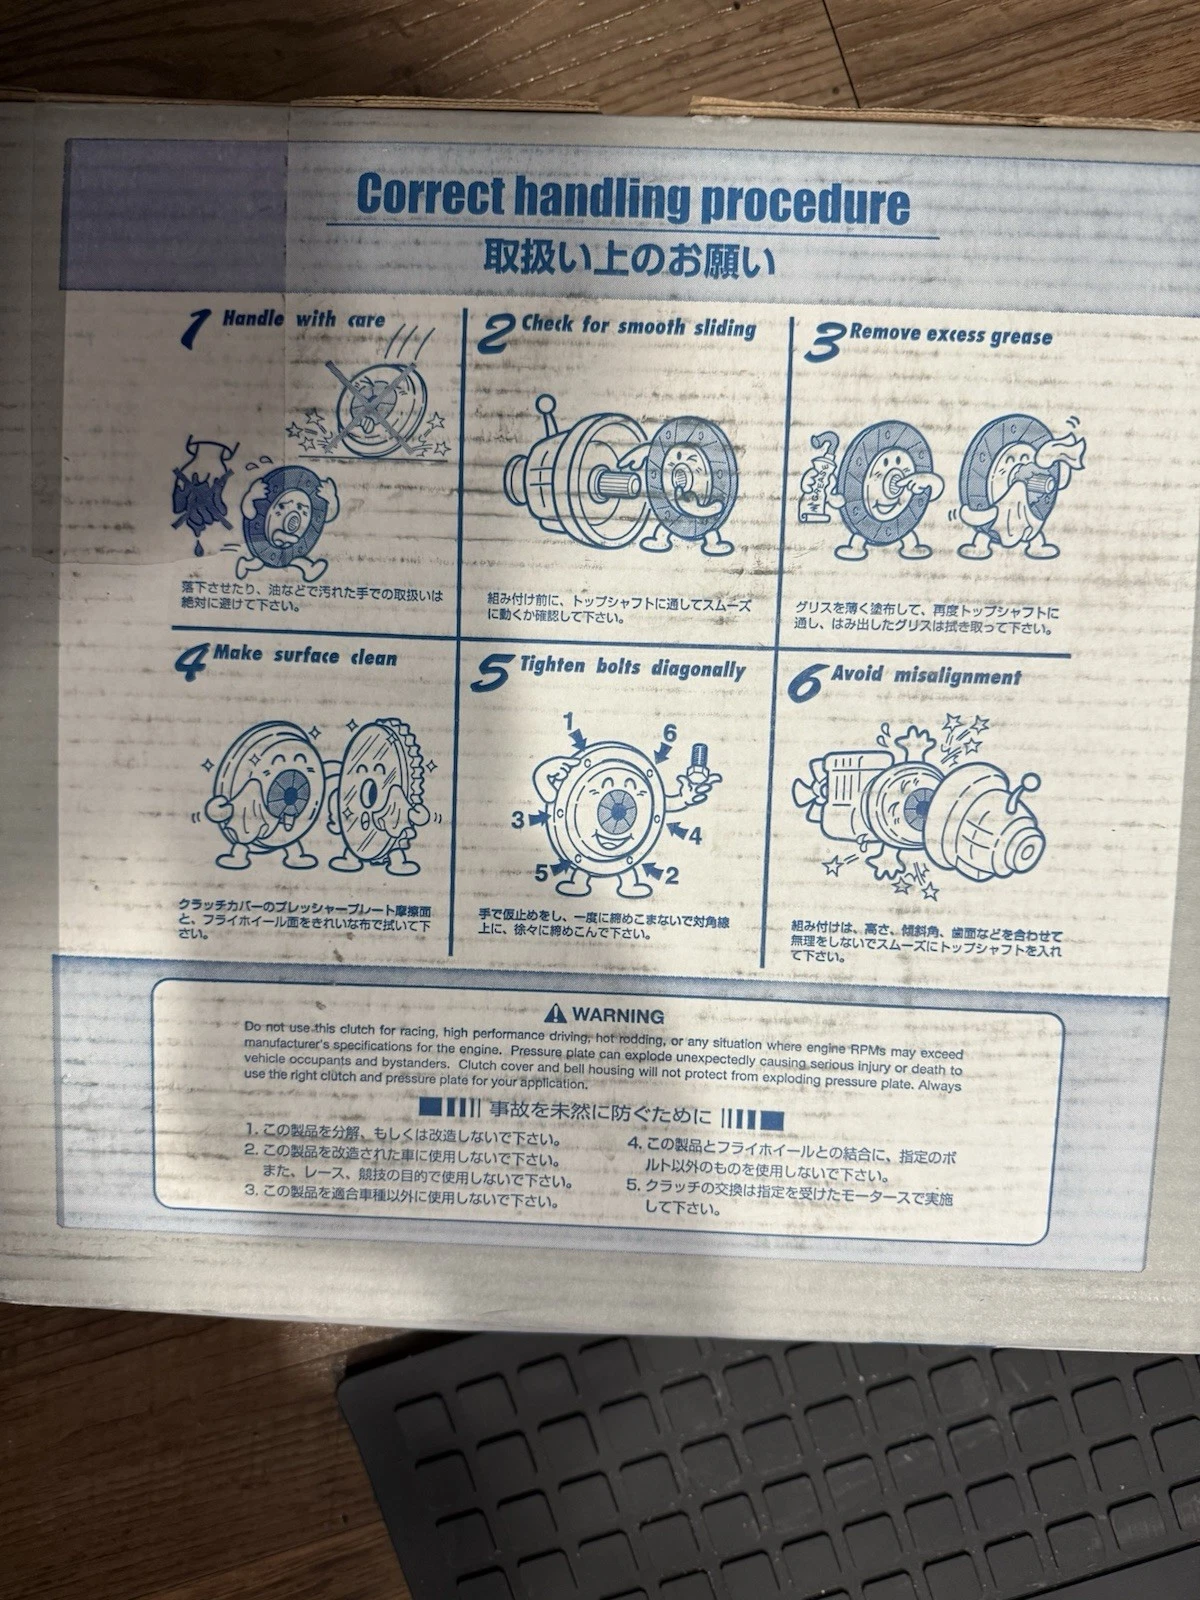 Correct handling procedure
取扱い上のお願い
1 Handle with care
落下させたり、油などで汚れた手での取扱いは
絶対に避けて下さい。
2 Check for smooth sliding
組み付け前に、トップシャフトに通してスムーズ
に動くか確認して下さい。
3 Remove excess grease
GREASE
グリスを薄く塗布して、再度トップシャフトに
通し、はみ出したグリスは拭き取って下さい。
4 Make surface clean
クラッチカバーのプレッシャープレート摩擦面
と、フライホイール面をきれいな布で拭いて下
さい。
5 Tighten bolts diagonally
1
6
3
4
5
2
手で仮止めをし、一度に締めこまないで対角線
上に、徐々に締めこんで下さい。
6 Avoid misalignment
組み付けは、高さ、傾斜角、歯面などを合わせて
無理をしないでスムーズにトップシャフトを入れ
て下さい。
WARNING
Do not use this clutch for racing, high performance driving, hot rodding, or any situation where engine RPMs may exceed
manufacturer's specifications for the engine. Pressure plate can explode unexpectedly causing serious injury or death to
vehicle occupants and bystanders. Clutch cover and bell housing will not protect from exploding pressure plate. Always
use the right clutch and pressure plate for your application.
事故を未然に防ぐために
1. この製品を分解、もしくは改造しないで下さい。
2. この製品を改造された車に使用しないで下さい。
また、レース、競技の目的で使用しないで下さい。
3. この製品を適合車種以外に使用しないで下さい。
4. この製品とフライホイールとの結合に、指定のボ
ルト以外のものを使用しないで下さい。
5. クラッチの交換は指定を受けたモータースで実施
して下さい。